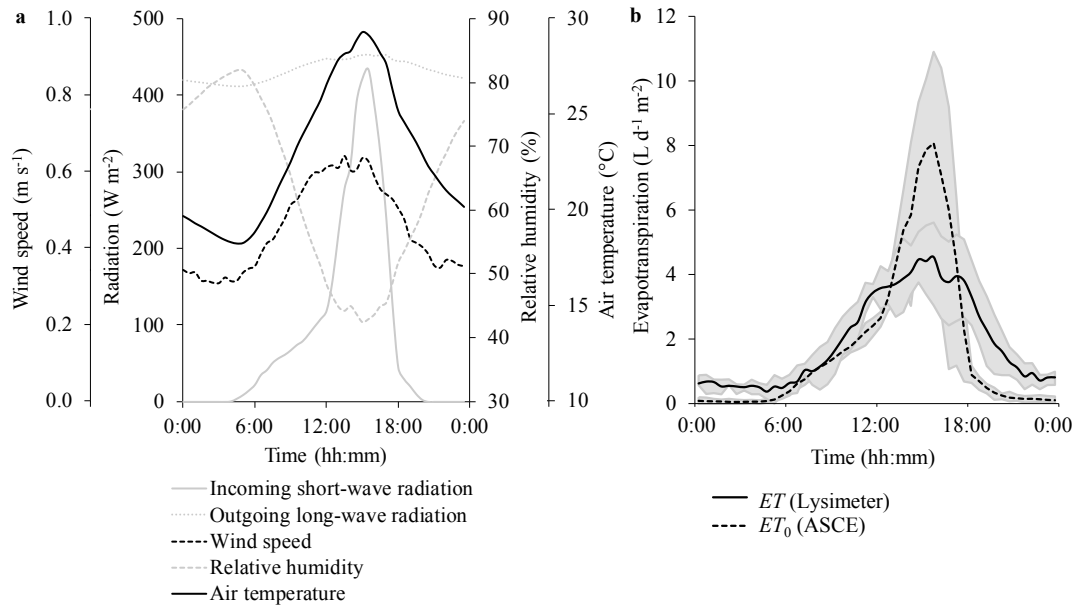 a
1.0
0.8
0.6
0.4
0.2
0.0
Wind speed (m s-1)
500
400
300
200
100
0
Radiation (W m-2)
90
80
70
60
50
40
30
Relative humidity (%)
30
25
20
15
10
Air temperature (°C)
0:00 6:00 12:00 18:00 0:00
Time (hh:mm)
Incoming short-wave radiation
Outgoing long-wave radiation
Wind speed
Relative humidity
Air temperature
b
12
10
8
6
4
2
0
Evapotranspiration (L d-1 m-2)
0:00 6:00 12:00 18:00 0:00
Time (hh:mm)
ET (Lysimeter)
ET0 (ASCE)